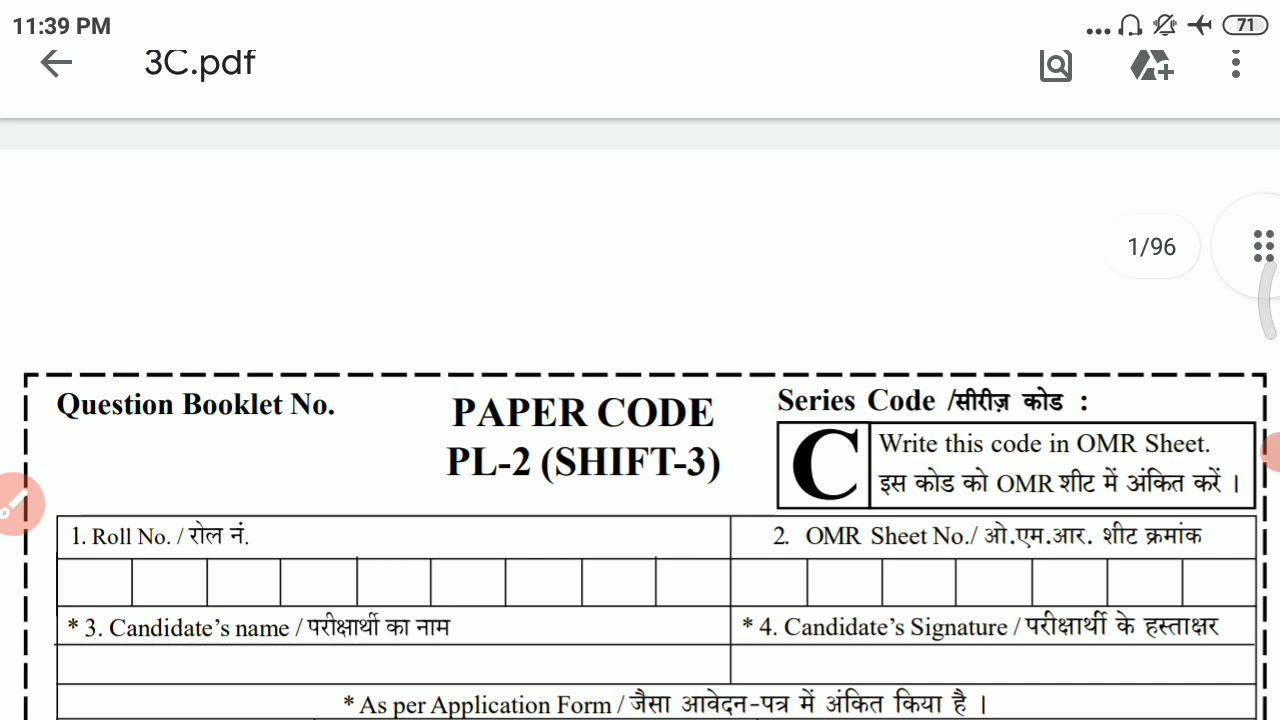 11:39 PM
71
3C.pdf
1/96
Question Booklet No.
PAPER CODE
PL-2 (SHIFT-3)
Series Code /सीरीज़ कोड :
C
Write this code in OMR Sheet.
इस कोड को OMR शीट में अंकित करें ।
1. Roll No. / रोल नं.
2. OMR Sheet No./ ओ.एम.आर. शीट क्रमांक
* 3. Candidate’s name / परीक्षार्थी का नाम
* 4. Candidate’s Signature / परीक्षार्थी के हस्ताक्षर
* As per Application Form / जैसा आवेदन-पत्र में अंकित किया है ।